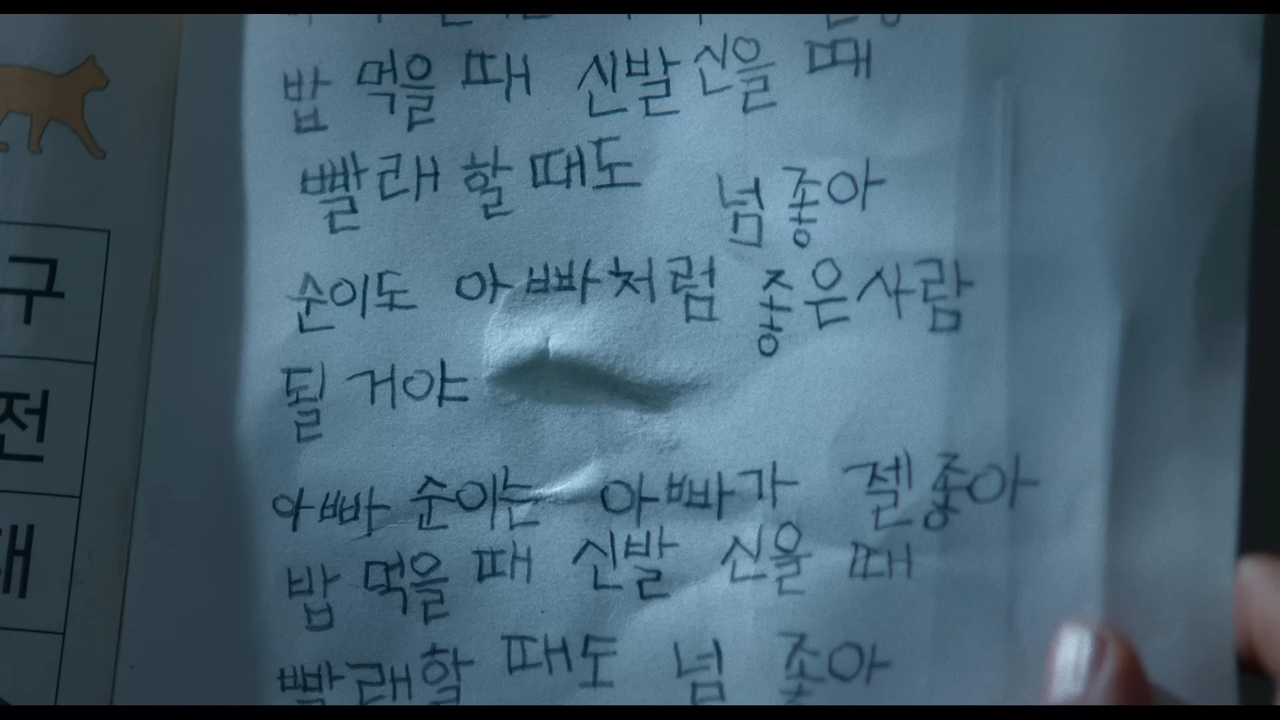 밥 먹을 때 신발 신을 때
빨래 할 때도 넘 좋아
순이도 아빠처럼 좋은 사람
될 거야
아빠 순이는 아빠가 젤 좋아
밥 먹을 때 신발 신을 때
빨래할 때도 넘 좋아
구
전